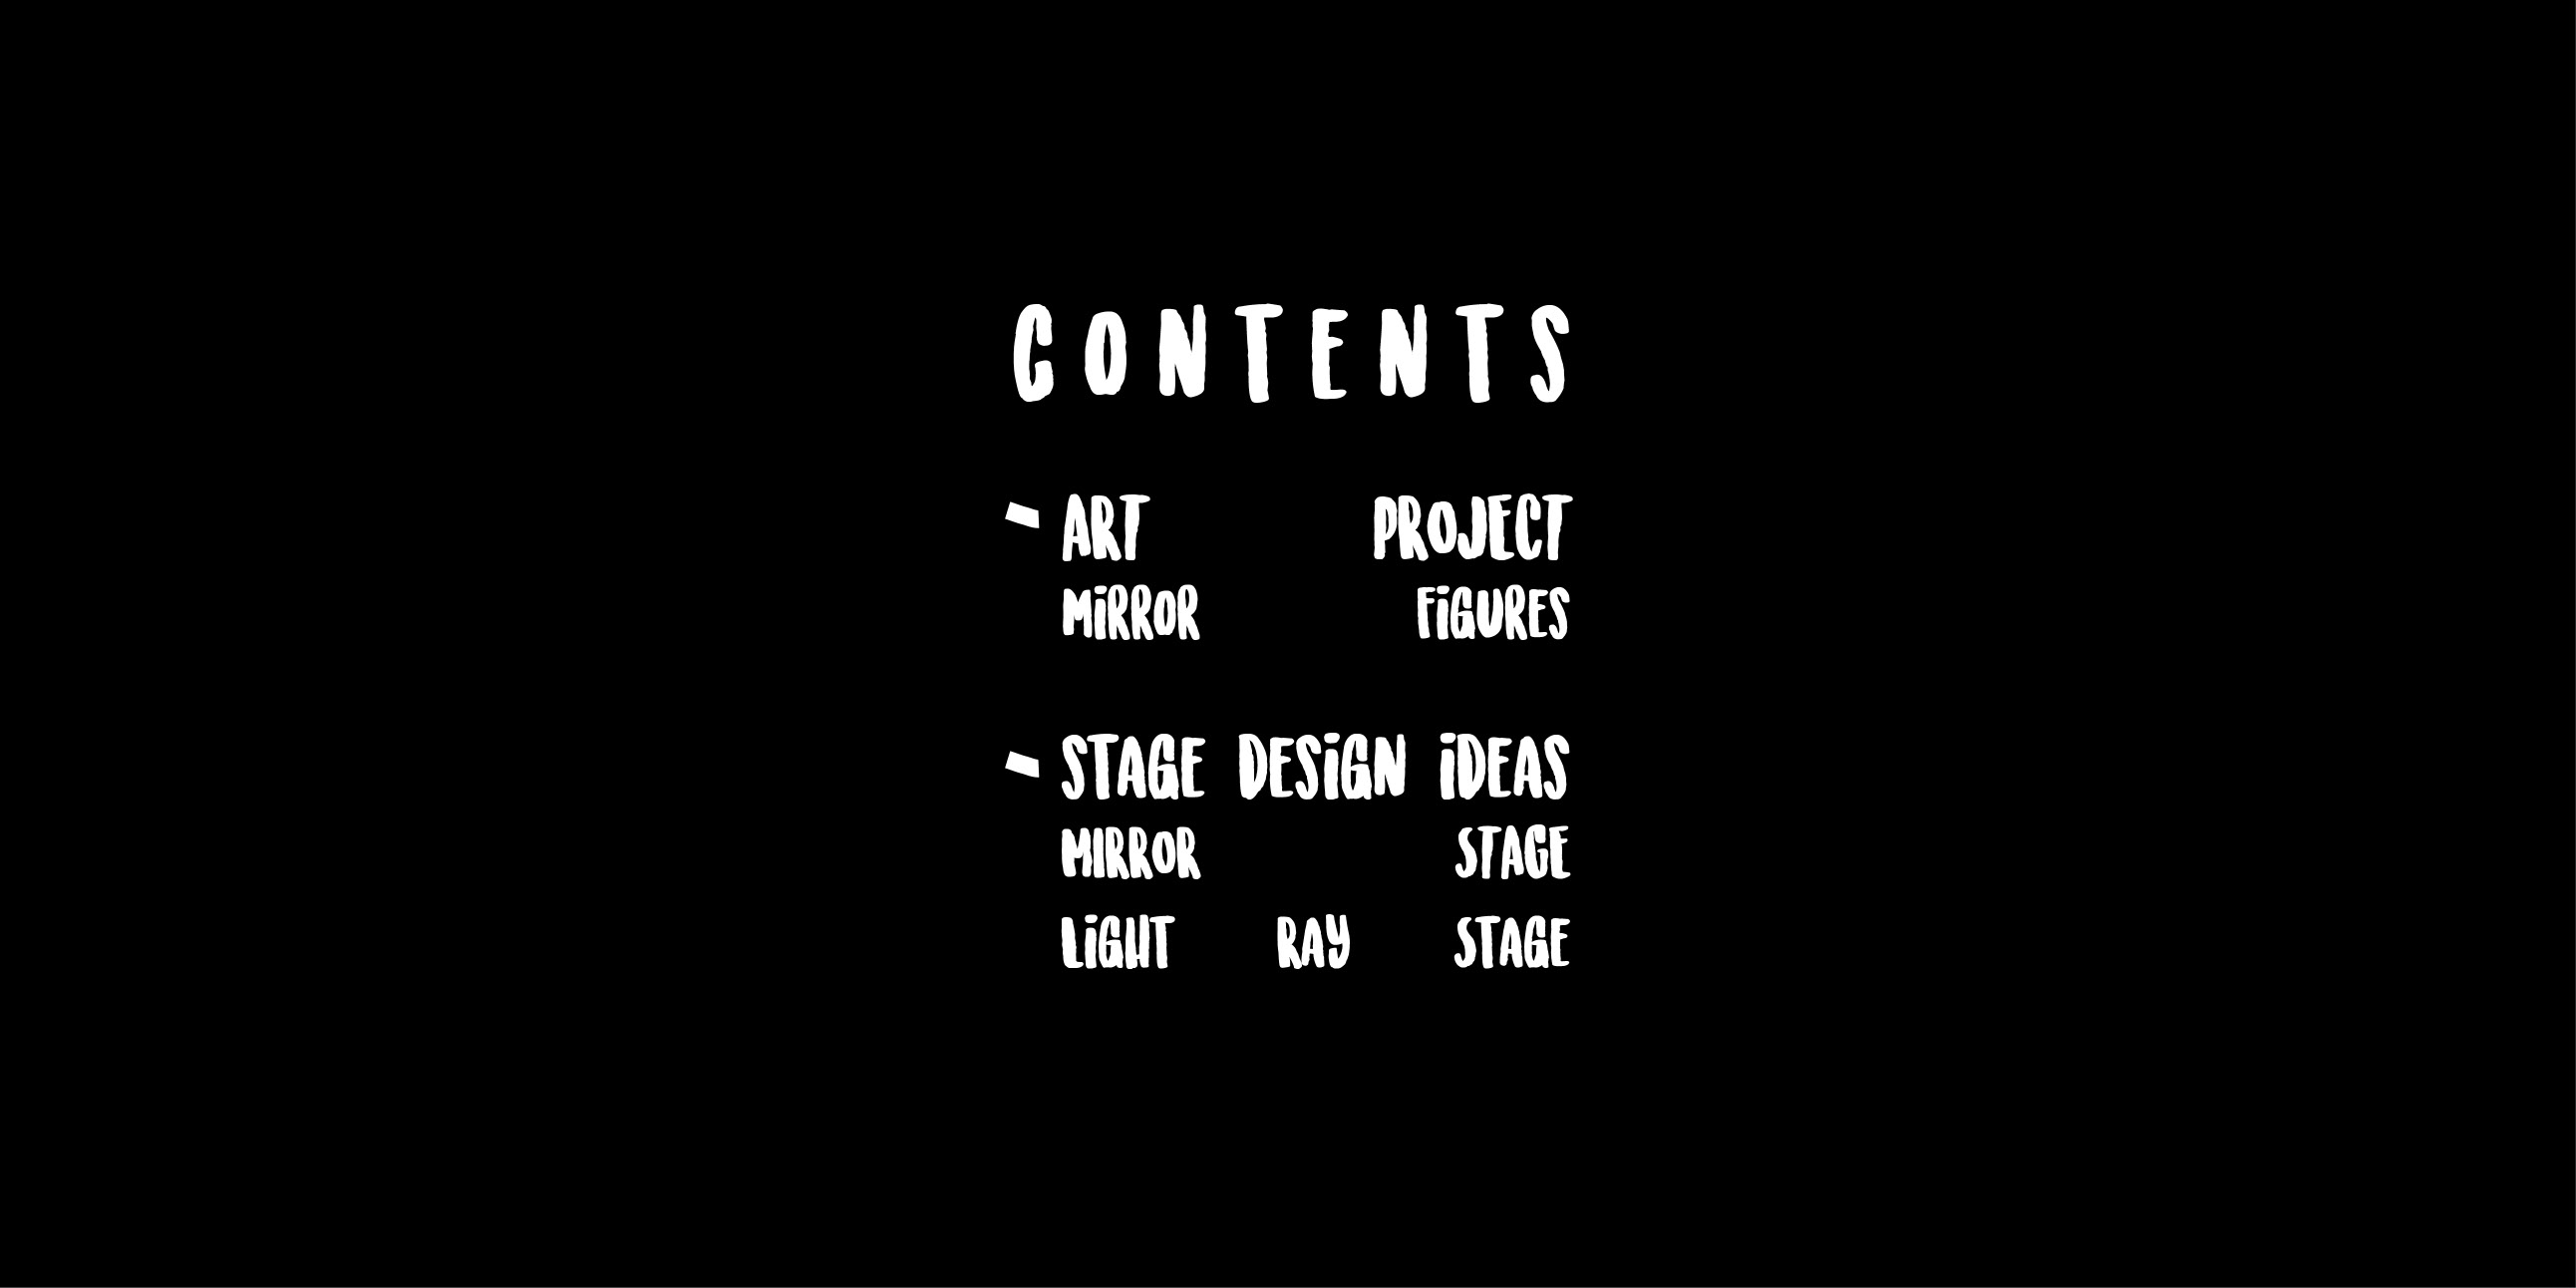 CONTENTS
- ART PROJECT
MiRROR FiGURES
- STAGE DESiGN iDEAS
MIRROR STAGE
LiGHT RAY STAGE